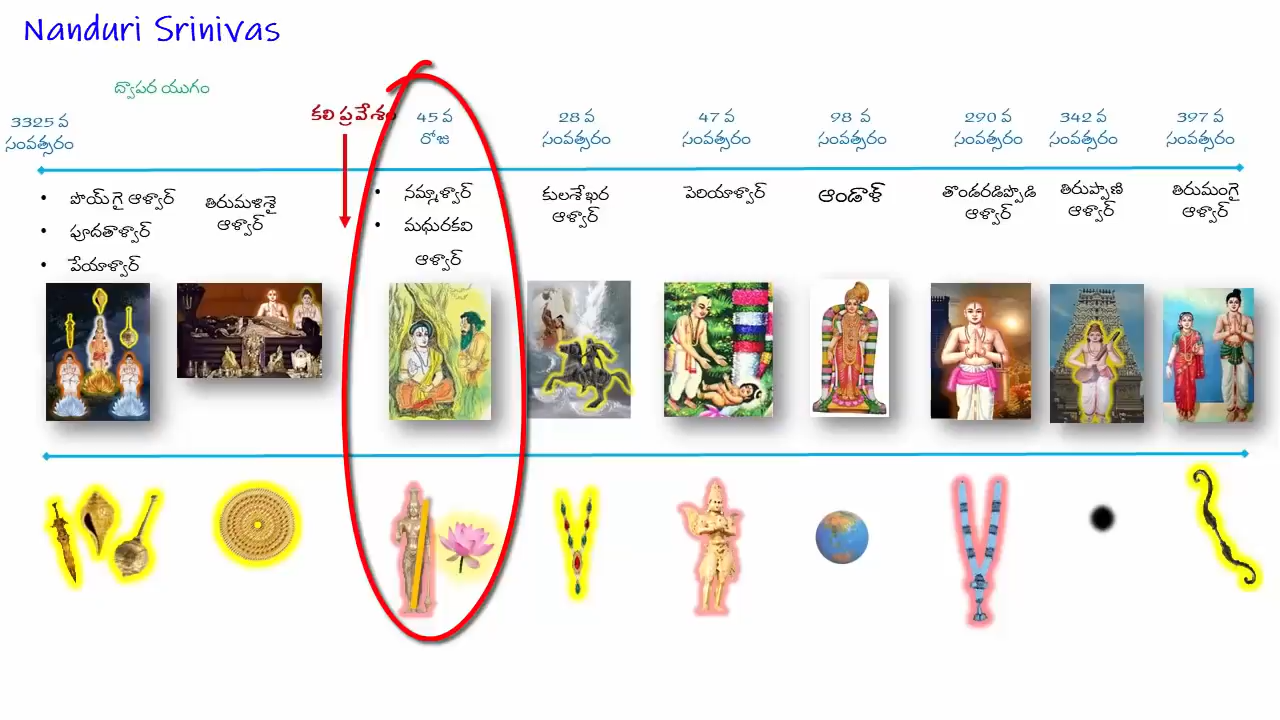 Nanduri Srinivas
ద్వాపర యుగం
3325 వ
సంవత్సరం
కలి ప్రవేశం
45 వ
రోజు
28 వ
సంవత్సరం
47 వ
సంవత్సరం
98 వ
సంవత్సరం
290 వ
సంవత్సరం
342 వ
సంవత్సరం
397 వ
సంవత్సరం
• పొయ్ గై ఆళ్వార్
• పూదతాళ్వార్
• పేయాళ్వార్
తిరుమళిశై
ఆళ్వార్
• నమ్మాళ్వార్
• మధురకవి
ఆళ్వార్
కులశేఖర
ఆళ్వార్
పెరియాళ్వార్
ఆండాళ్
తొండరడిప్పొడి
ఆళ్వార్
తిరుప్పాణి
ఆళ్వార్
తిరుమంగై
ఆళ్వార్